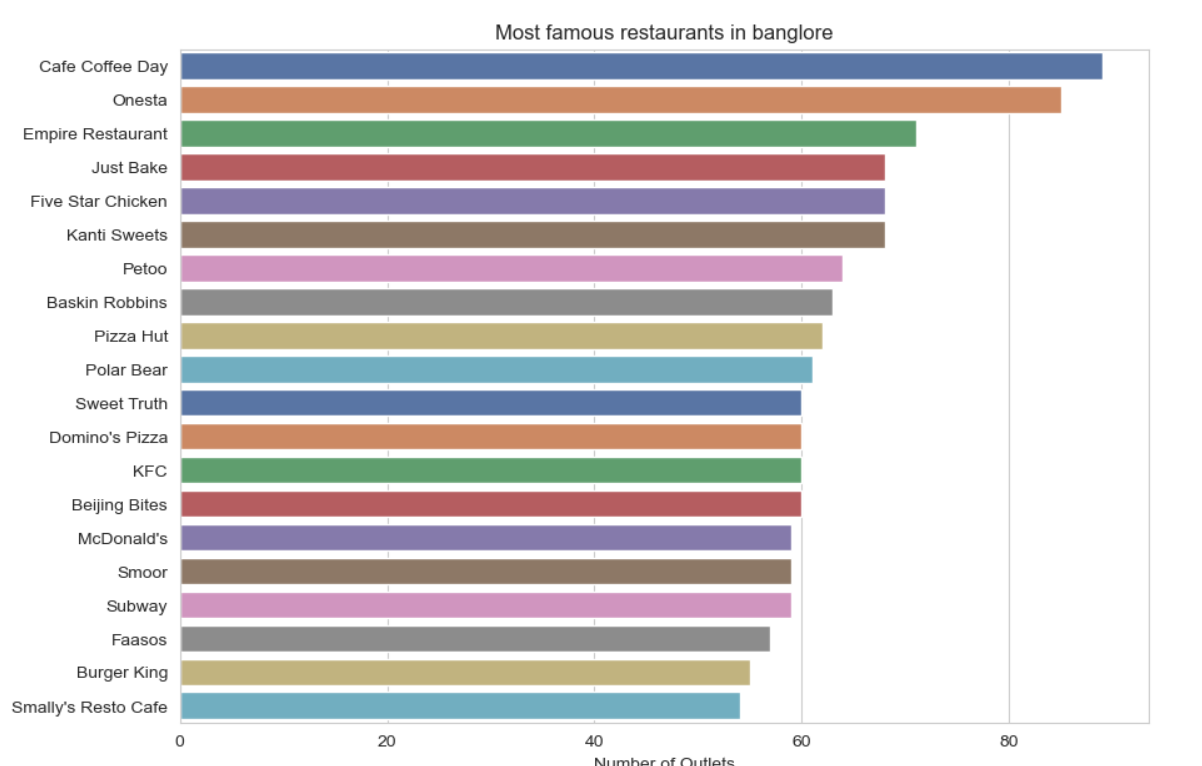 Most famous restaurants in banglore
Cafe Coffee Day
Onesta
Empire Restaurant
Just Bake
Five Star Chicken
Kanti Sweets
Petoo
Baskin Robbins
Pizza Hut
Polar Bear
Sweet Truth
Domino's Pizza
KFC
Beijing Bites
McDonald's
Smoor
Subway
Faasos
Burger King
Smally's Resto Cafe
0 20 40 60 80
Number of Outlets